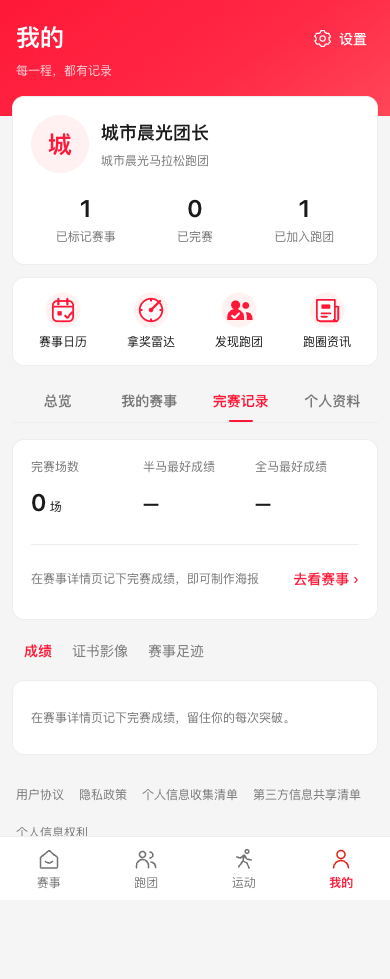 我的
设置
每一程，都有记录
城
城市晨光团长
城市晨光马拉松跑团
1
0
1
已标记赛事
已完赛
已加入跑团
赛事日历
拿奖雷达
发现跑团
跑圈资讯
总览
我的赛事
完赛记录
个人资料
完赛场数
半马最好成绩
全马最好成绩
0 场
—
—
在赛事详情页记下完赛成绩，即可制作海报
去看赛事 ›
成绩
证书影像
赛事足迹
在赛事详情页记下完赛成绩，留住你的每次突破。
用户协议
隐私政策
个人信息收集清单
第三方信息共享清单
个人信息权利
赛事
跑团
运动
我的